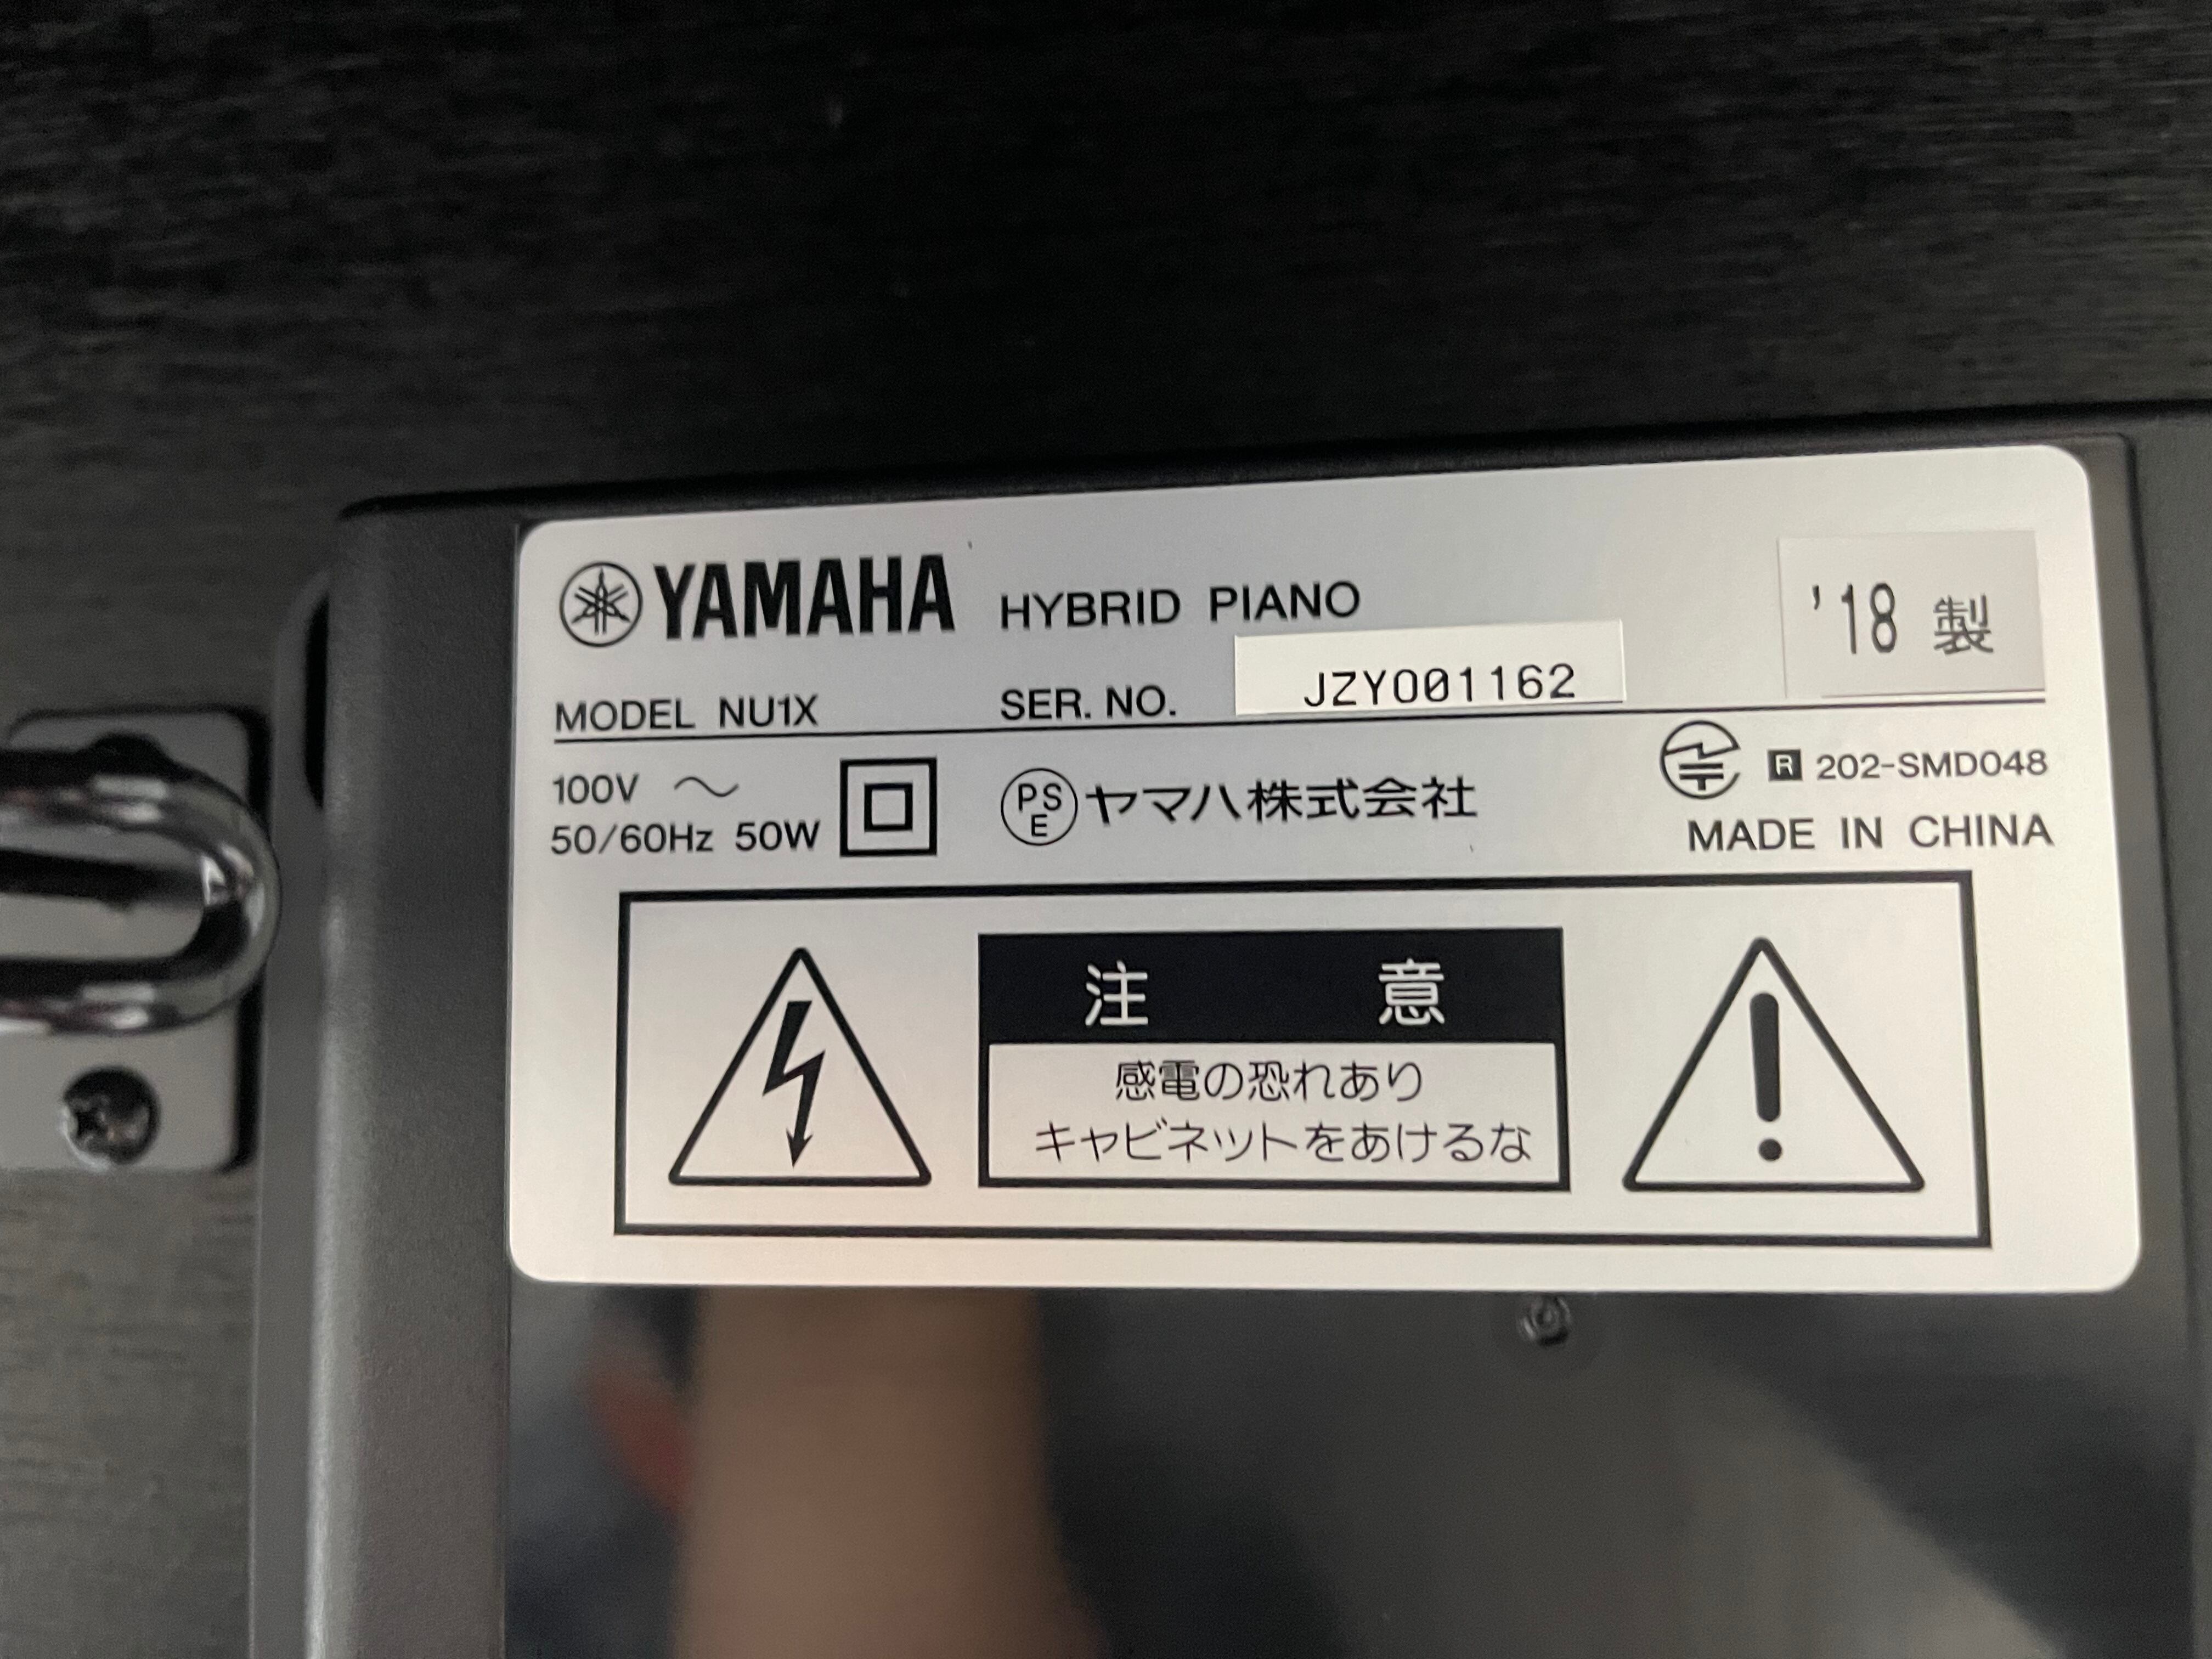 YAMAHA HYBRID PIANO
'18 製
MODEL NU1X SER. NO. JZY001162
100V ~
50/60Hz 50W
PSE ヤマハ株式会社
R 202-SMD048
MADE IN CHINA
注意
感電の恐れあり
キャビネットをあけるな